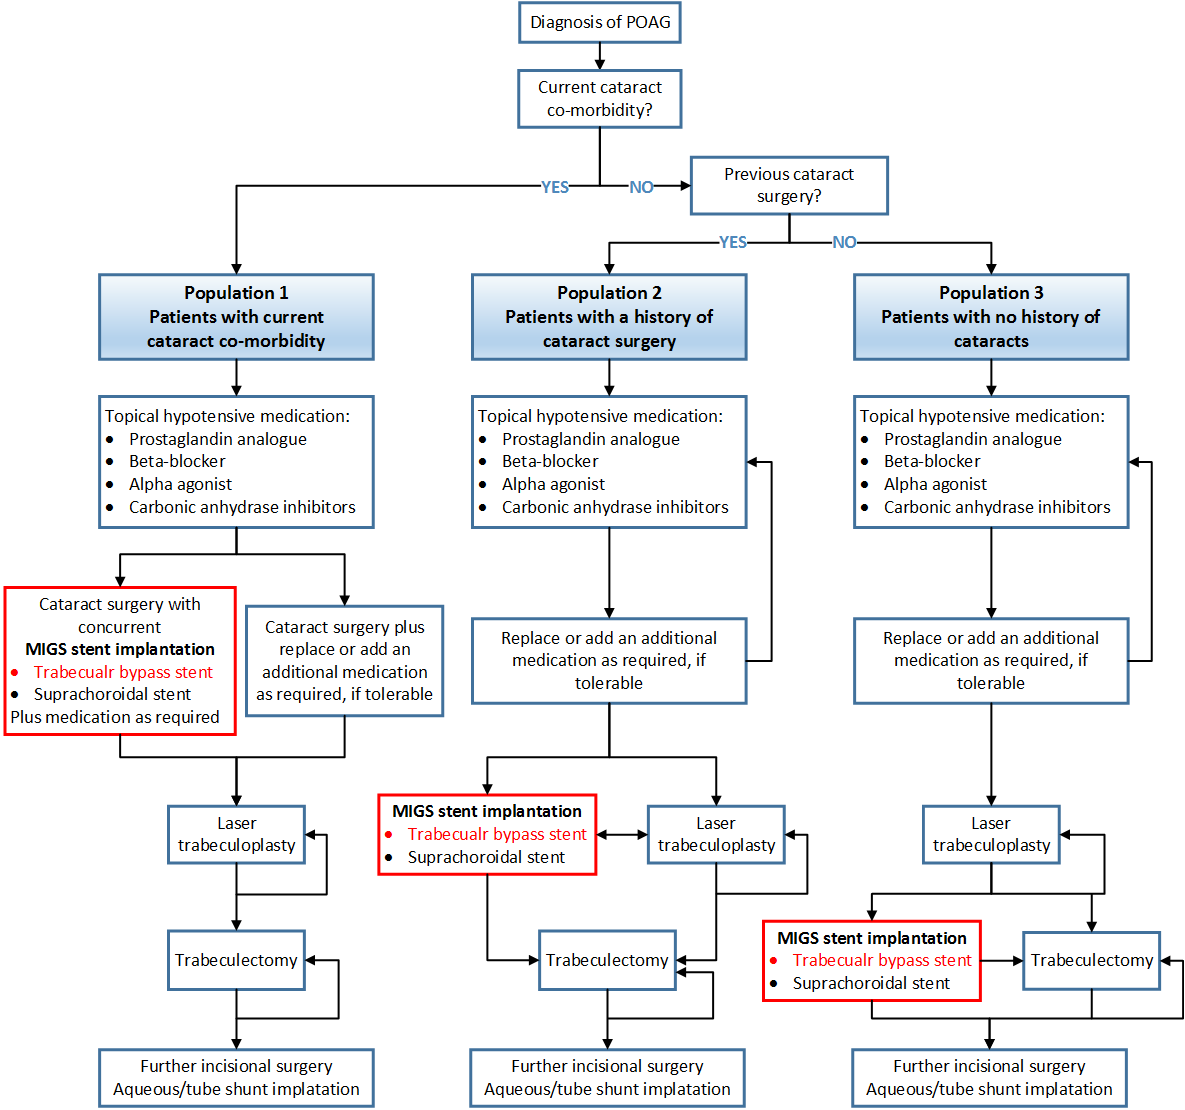 Diagnosis of POAG
Current cataract
co-morbidity?
YES
NO
Previous cataract
surgery?
YES
NO
Population 1
Patients with current
cataract co-morbidity
Population 2
Patients with a history of
cataract surgery
Population 3
Patients with no history of
cataracts
Topical hypotensive medication:
• Prostaglandin analogue
• Beta-blocker
• Alpha agonist
• Carbonic anhydrase inhibitors
Topical hypotensive medication:
• Prostaglandin analogue
• Beta-blocker
• Alpha agonist
• Carbonic anhydrase inhibitors
Topical hypotensive medication:
• Prostaglandin analogue
• Beta-blocker
• Alpha agonist
• Carbonic anhydrase inhibitors
Cataract surgery with
concurrent
MIGS stent implantation
• Trabecualr bypass stent
• Suprachoroidal stent
Plus medication as required
Cataract surgery plus
replace or add an
additional medication
as required, if tolerable
Replace or add an additional
medication as required, if
tolerable
Replace or add an additional
medication as required, if
tolerable
Laser
trabeculoplasty
MIGS stent implantation
• Trabecualr bypass stent
• Suprachoroidal stent
Laser
trabeculoplasty
Laser
trabeculoplasty
Trabeculectomy
Trabeculectomy
MIGS stent implantation
• Trabecualr bypass stent
• Suprachoroidal stent
Trabeculectomy
Further incisional surgery
Aqueous/tube shunt implatation
Further incisional surgery
Aqueous/tube shunt implatation
Further incisional surgery
Aqueous/tube shunt implatation